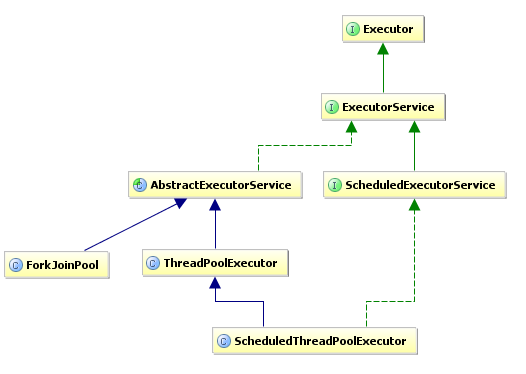 I Executor
I ExecutorService
C AbstractExecutorService
I ScheduledExecutorService
C ForkJoinPool
C ThreadPoolExecutor
C ScheduledThreadPoolExecutor